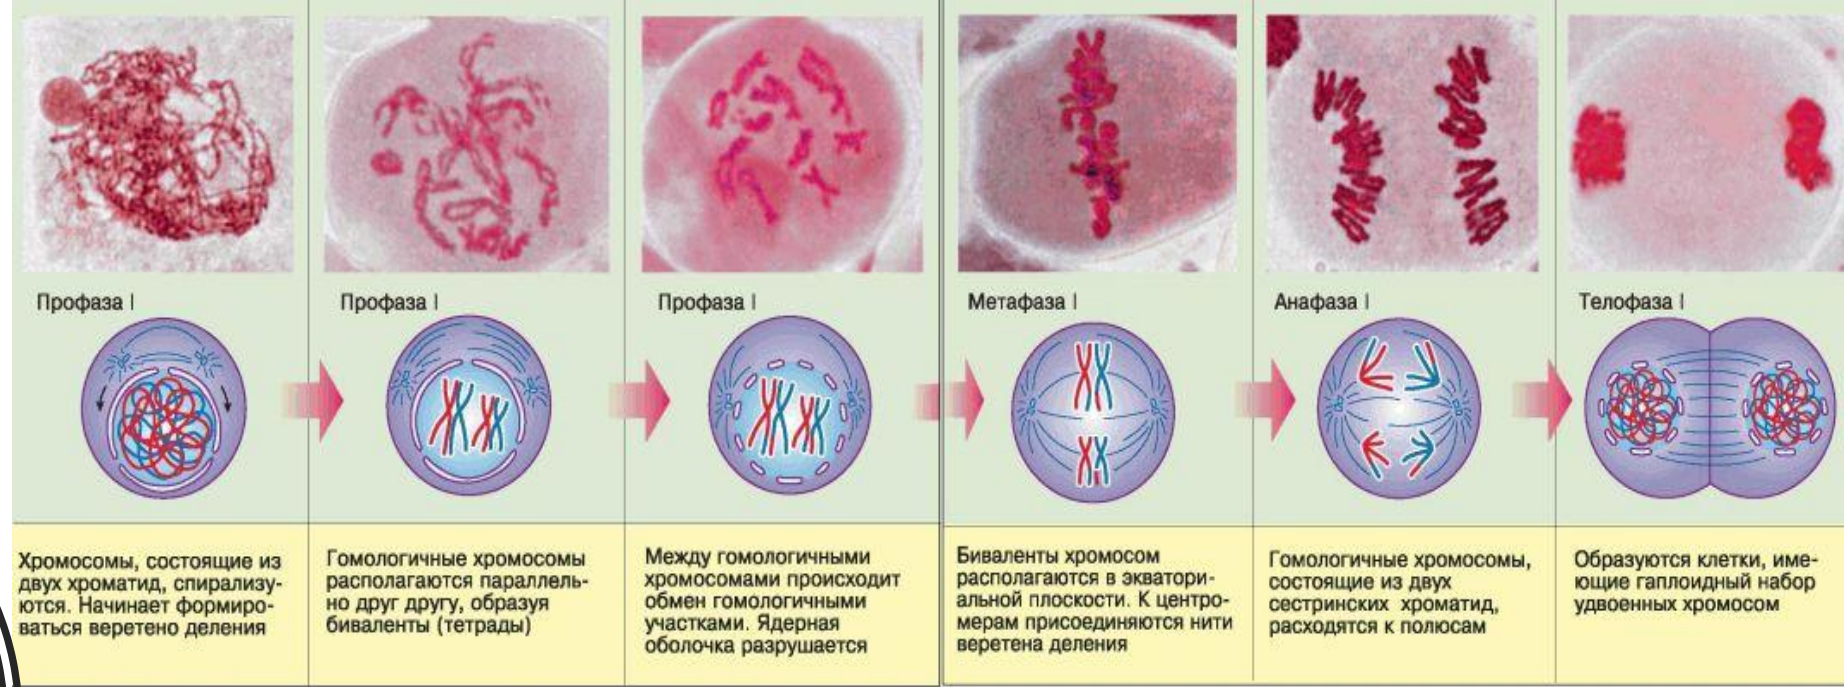 Профаза I
Профаза I
Профаза I
Метафаза I
Анафаза I
Телофаза I
Хромосомы, состоящие из
двух хроматид, спирализу-
ются. Начинает формиро-
ваться веретено деления
Гомологичные хромосомы
располагаются параллель-
но друг другу, образуя
биваленты (тетрады)
Между гомологичными
хромосомами происходит
обмен гомологичными
участками. Ядерная
оболочка разрушается
Биваленты хромосом
располагаются в экватори-
альной плоскости. К центро-
мерам присоединяются нити
веретена деления
Гомологичные хромосомы,
состоящие из двух
сестринских хроматид,
расходятся к полюсам
Образуются клетки, име-
ющие гаплоидный набор
удвоенных хромосом